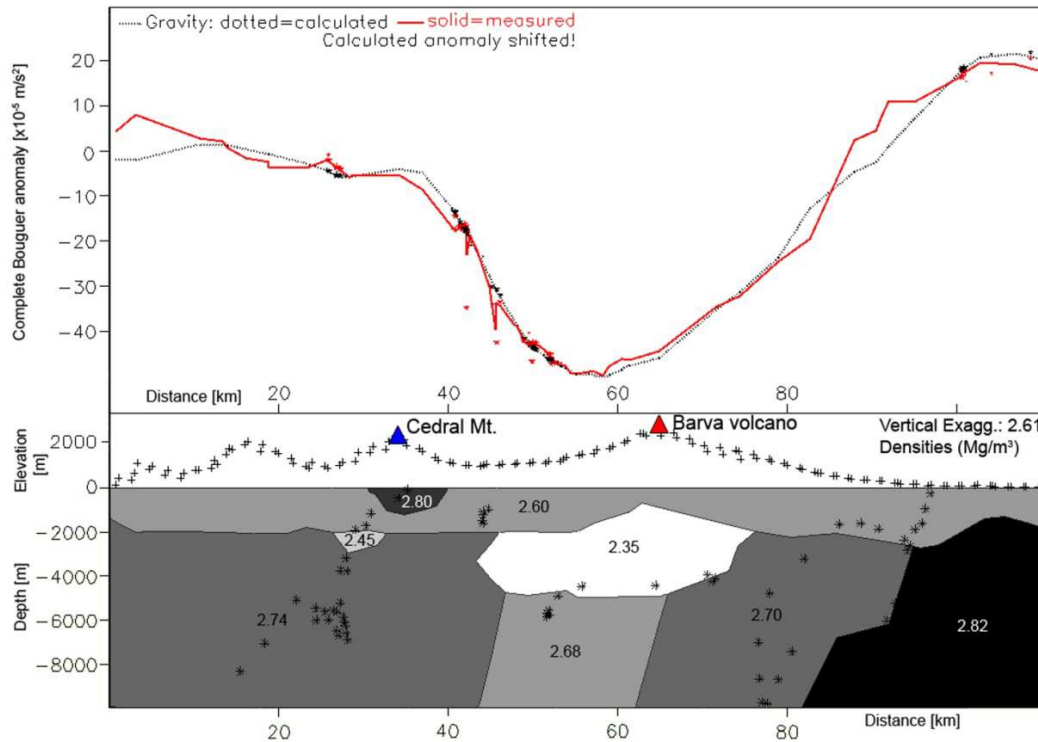 Gravity: dotted=calculated solid=measured
Calculated anomaly shifted!
Complete Bouguer anomaly [x10⁻⁵ m/s²]
20
10
0
−10
−20
−30
−40
Distance [km] 20 40 60 80
Cedral Mt.
Barva volcano
Vertical Exagg.: 2.61
Densities (Mg/m³)
Elevation [m]
2000
0
Depth [m]
−2000
−4000
−6000
−8000
2.80
2.60
2.45
2.35
2.74
2.70
2.68
2.82
20 40 60 80 Distance [km]